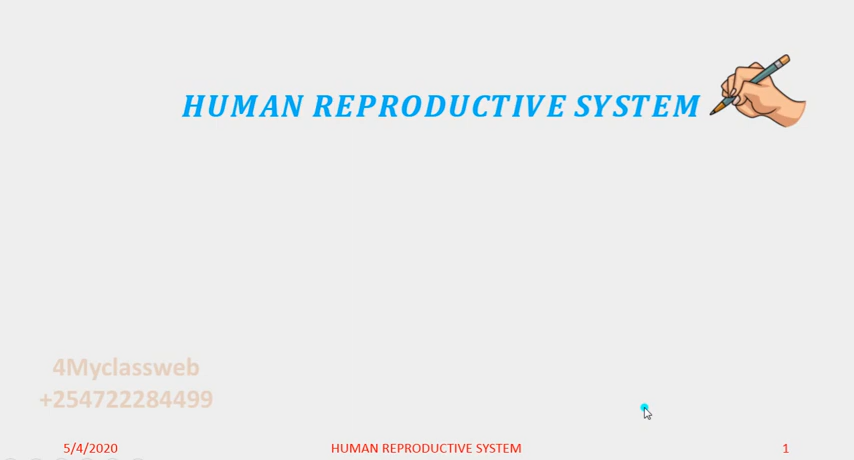 HUMAN REPRODUCTIVE SYSTEM
4Myclassweb
+254722284499
5/4/2020 HUMAN REPRODUCTIVE SYSTEM 1